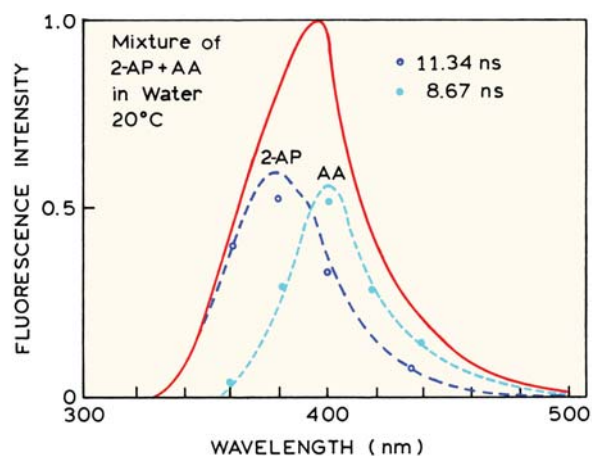 1.0
Mixture of
2-AP + AA
in Water
20°C
11.34 ns
8.67 ns
2-AP
AA
0.5
0
FLUORESCENCE INTENSITY
300
400
500
WAVELENGTH (nm)